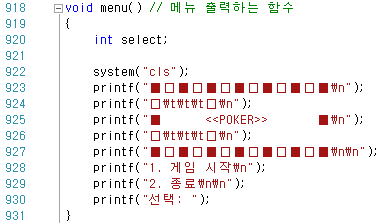 918 void menu() // 메뉴 출력하는 함수
919 {
920 int select;
921
922 system("cls");
923 printf("■□■□■□■□■□■□■\n");
924 printf("□\t\t\t□\n");
925 printf("■ <<POKER>> ■\n");
926 printf("□\t\t\t□\n");
927 printf("■□■□■□■□■□■□■\n\n");
928 printf("1. 게임 시작\n");
929 printf("2. 종료\n\n");
930 printf("선택: ");
931 }